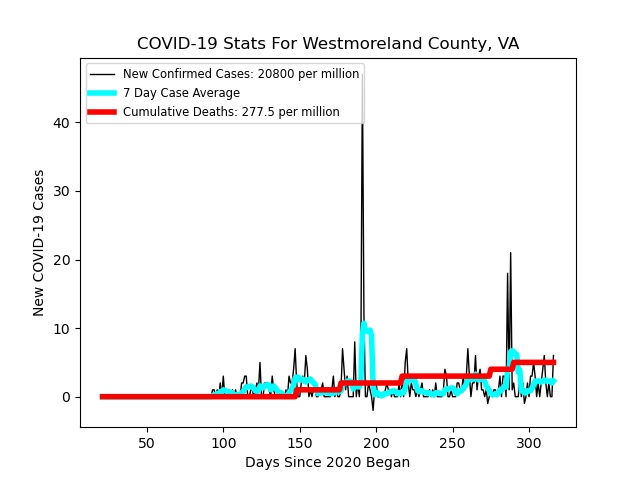 COVID-19 Stats For Westmoreland County, VA
New Confirmed Cases: 20800 per million
7 Day Case Average
Cumulative Deaths: 277.5 per million
New COVID-19 Cases
40
30
20
10
0
50 100 150 200 250 300
Days Since 2020 Began